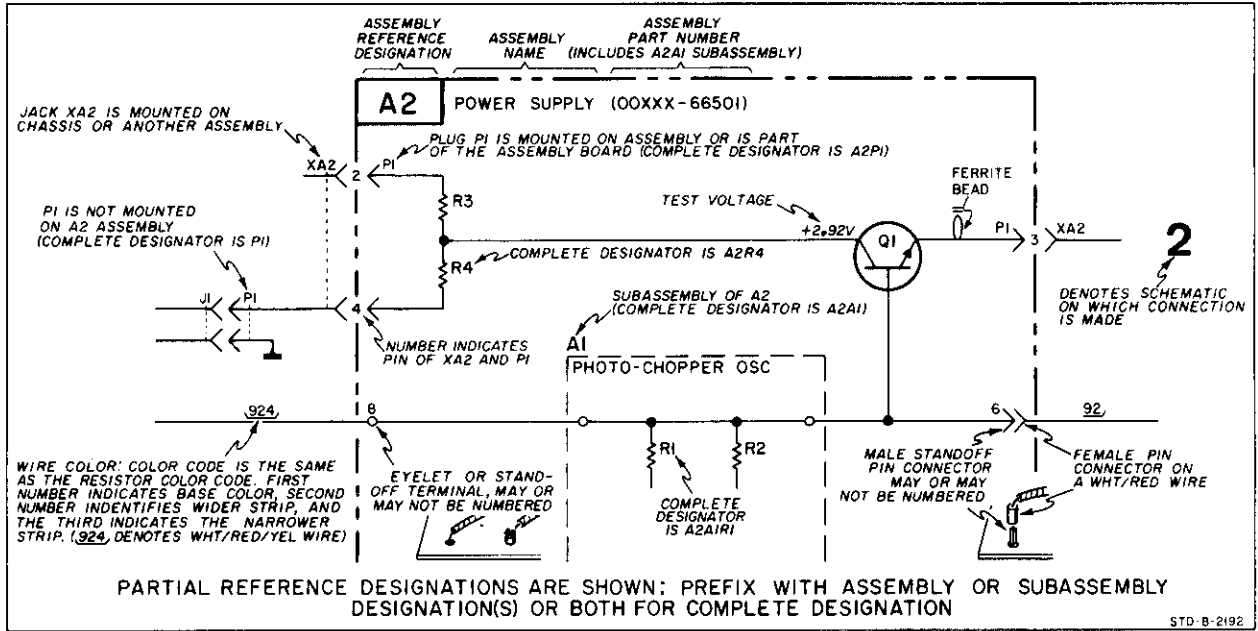 ASSEMBLY
REFERENCE
DESIGNATION
ASSEMBLY
NAME
ASSEMBLY
PART NUMBER
(INCLUDES A2A1 SUBASSEMBLY)
A2
POWER SUPPLY (00XXX-66501)
JACK XA2 IS MOUNTED ON
CHASSIS OR ANOTHER ASSEMBLY
XA2
2
P1
PLUG P1 IS MOUNTED ON ASSEMBLY OR IS PART
OF THE ASSEMBLY BOARD (COMPLETE DESIGNATOR IS A2P1)
R3
TEST VOLTAGE
+2.92V
Q1
FERRITE
BEAD
P1
3
XA2
2
DENOTES SCHEMATIC
ON WHICH CONNECTION
IS MADE
P1 IS NOT MOUNTED
ON A2 ASSEMBLY
(COMPLETE DESIGNATOR IS P1)
R4
COMPLETE DESIGNATOR IS A2R4
J1
P1
4
NUMBER INDICATES
PIN OF XA2 AND P1
SUBASSEMBLY OF A2
(COMPLETE DESIGNATOR IS A2A1)
A1
PHOTO-CHOPPER OSC
924
8
6
92
R1
R2
WIRE COLOR: COLOR CODE IS THE SAME
AS THE RESISTOR COLOR CODE. FIRST
NUMBER INDICATES BASE COLOR, SECOND
NUMBER INDENTIFIES WIDER STRIP, AND
THE THIRD INDICATES THE NARROWER
STRIP. (924 DENOTES WHT/RED/YEL WIRE)
EYELET OR STAND-
OFF TERMINAL, MAY OR
MAY NOT BE NUMBERED
COMPLETE
DESIGNATOR
IS A2A1R1
MALE STANDOFF
PIN CONNECTOR
MAY OR MAY
NOT BE NUMBERED
FEMALE PIN
CONNECTOR ON
A WHT/RED WIRE
PARTIAL REFERENCE DESIGNATIONS ARE SHOWN: PREFIX WITH ASSEMBLY OR SUBASSEMBLY
DESIGNATION(S) OR BOTH FOR COMPLETE DESIGNATION
STD-B-2192